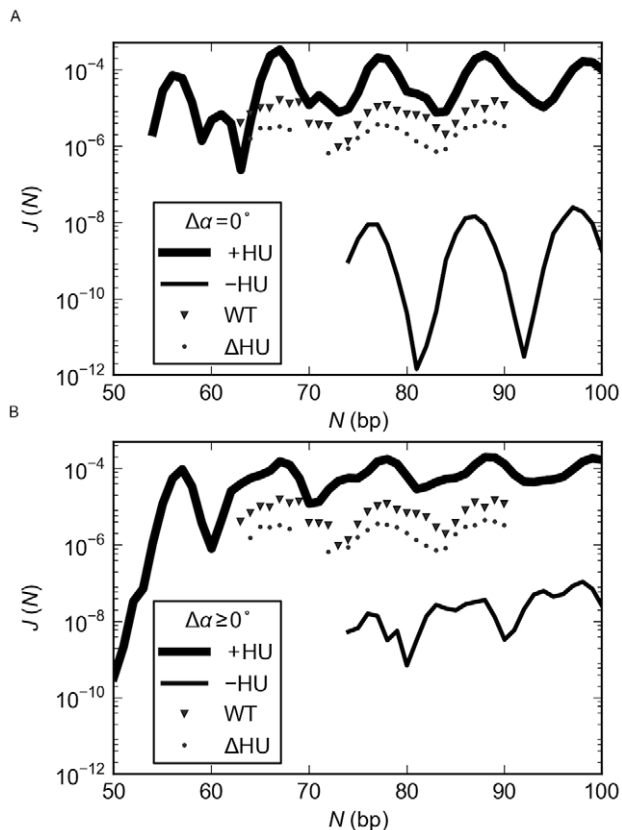 A
10⁻⁴
10⁻⁶
10⁻⁸
10⁻¹⁰
10⁻¹²
J (N)
Δα=0°
+HU
−HU
WT
ΔHU
50 60 70 80 90 100
N (bp)
B
10⁻⁴
10⁻⁶
10⁻⁸
10⁻¹⁰
10⁻¹²
J (N)
Δα≥0°
+HU
−HU
WT
ΔHU
50 60 70 80 90 100
N (bp)